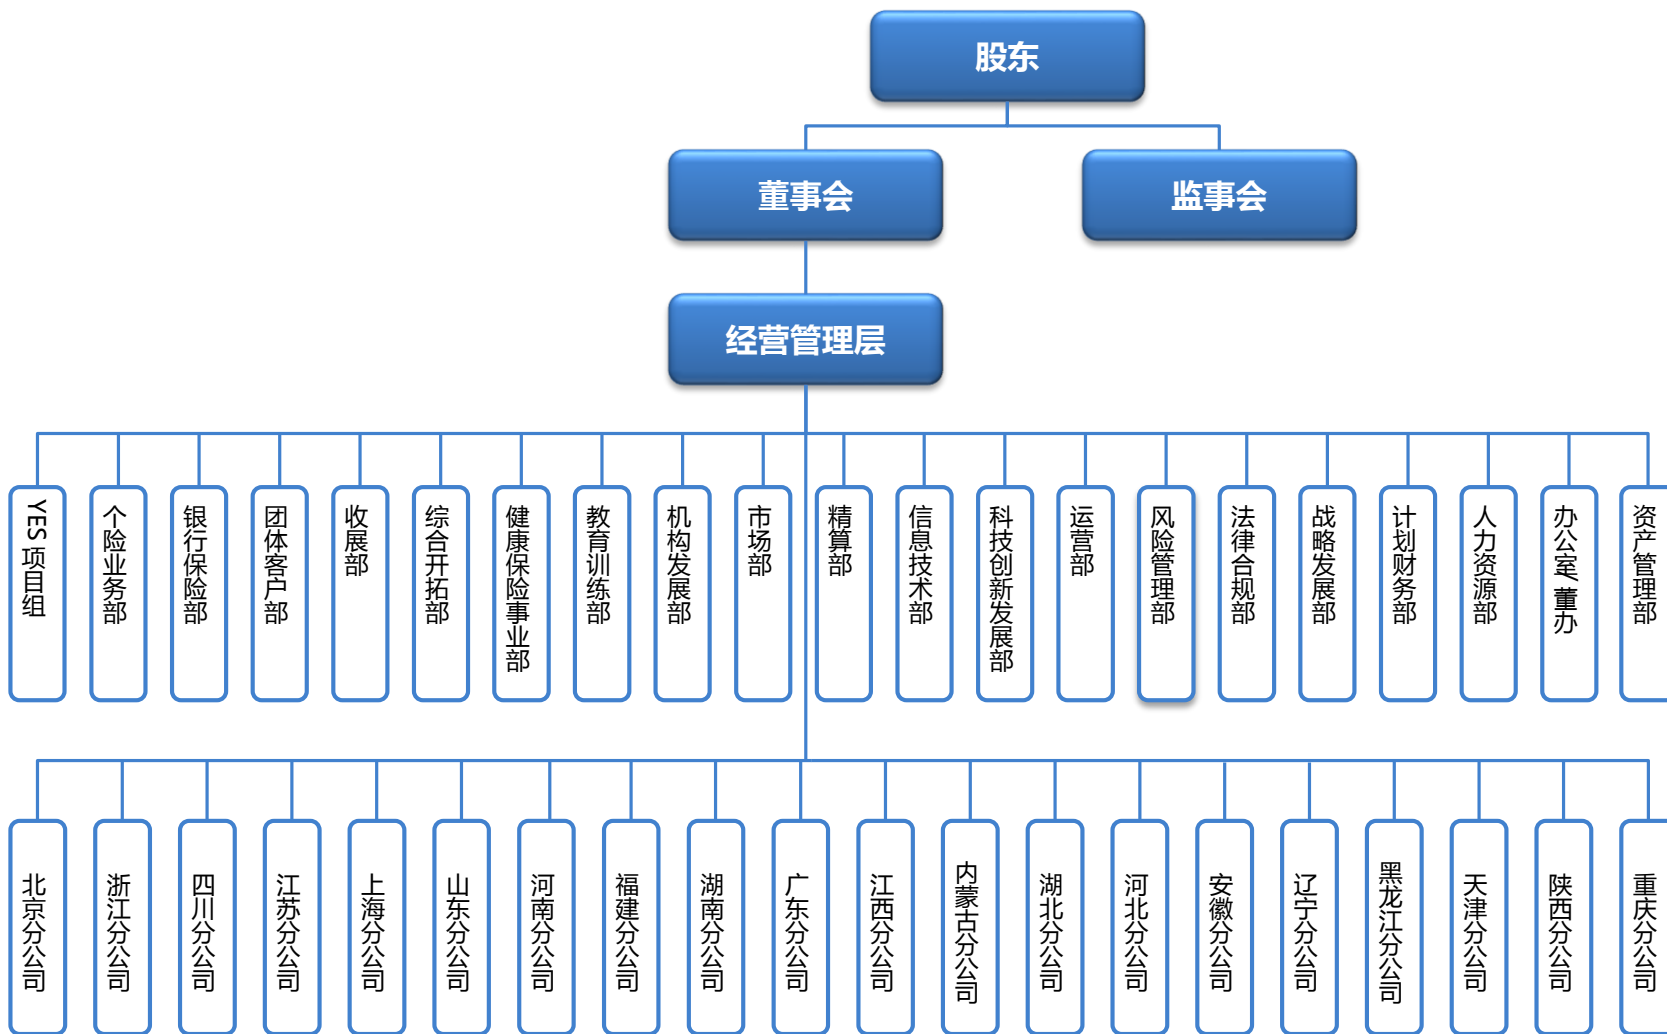 股东
董事会
监事会
经营管理层
YES 项目组
个险业务部
银行保险部
团体客户部
收展部
综合开拓部
健康保险事业部
教育训练部
机构发展部
市场部
精算部
信息技术部
科技创新发展部
运营部
风险管理部
法律合规部
战略发展部
计划财务部
人力资源部
办公室/董办
资产管理部
北京分公司
浙江分公司
四川分公司
江苏分公司
上海分公司
山东分公司
河南分公司
福建分公司
湖南分公司
广东分公司
江西分公司
内蒙古分公司
湖北分公司
河北分公司
安徽分公司
辽宁分公司
黑龙江分公司
天津分公司
陕西分公司
重庆分公司